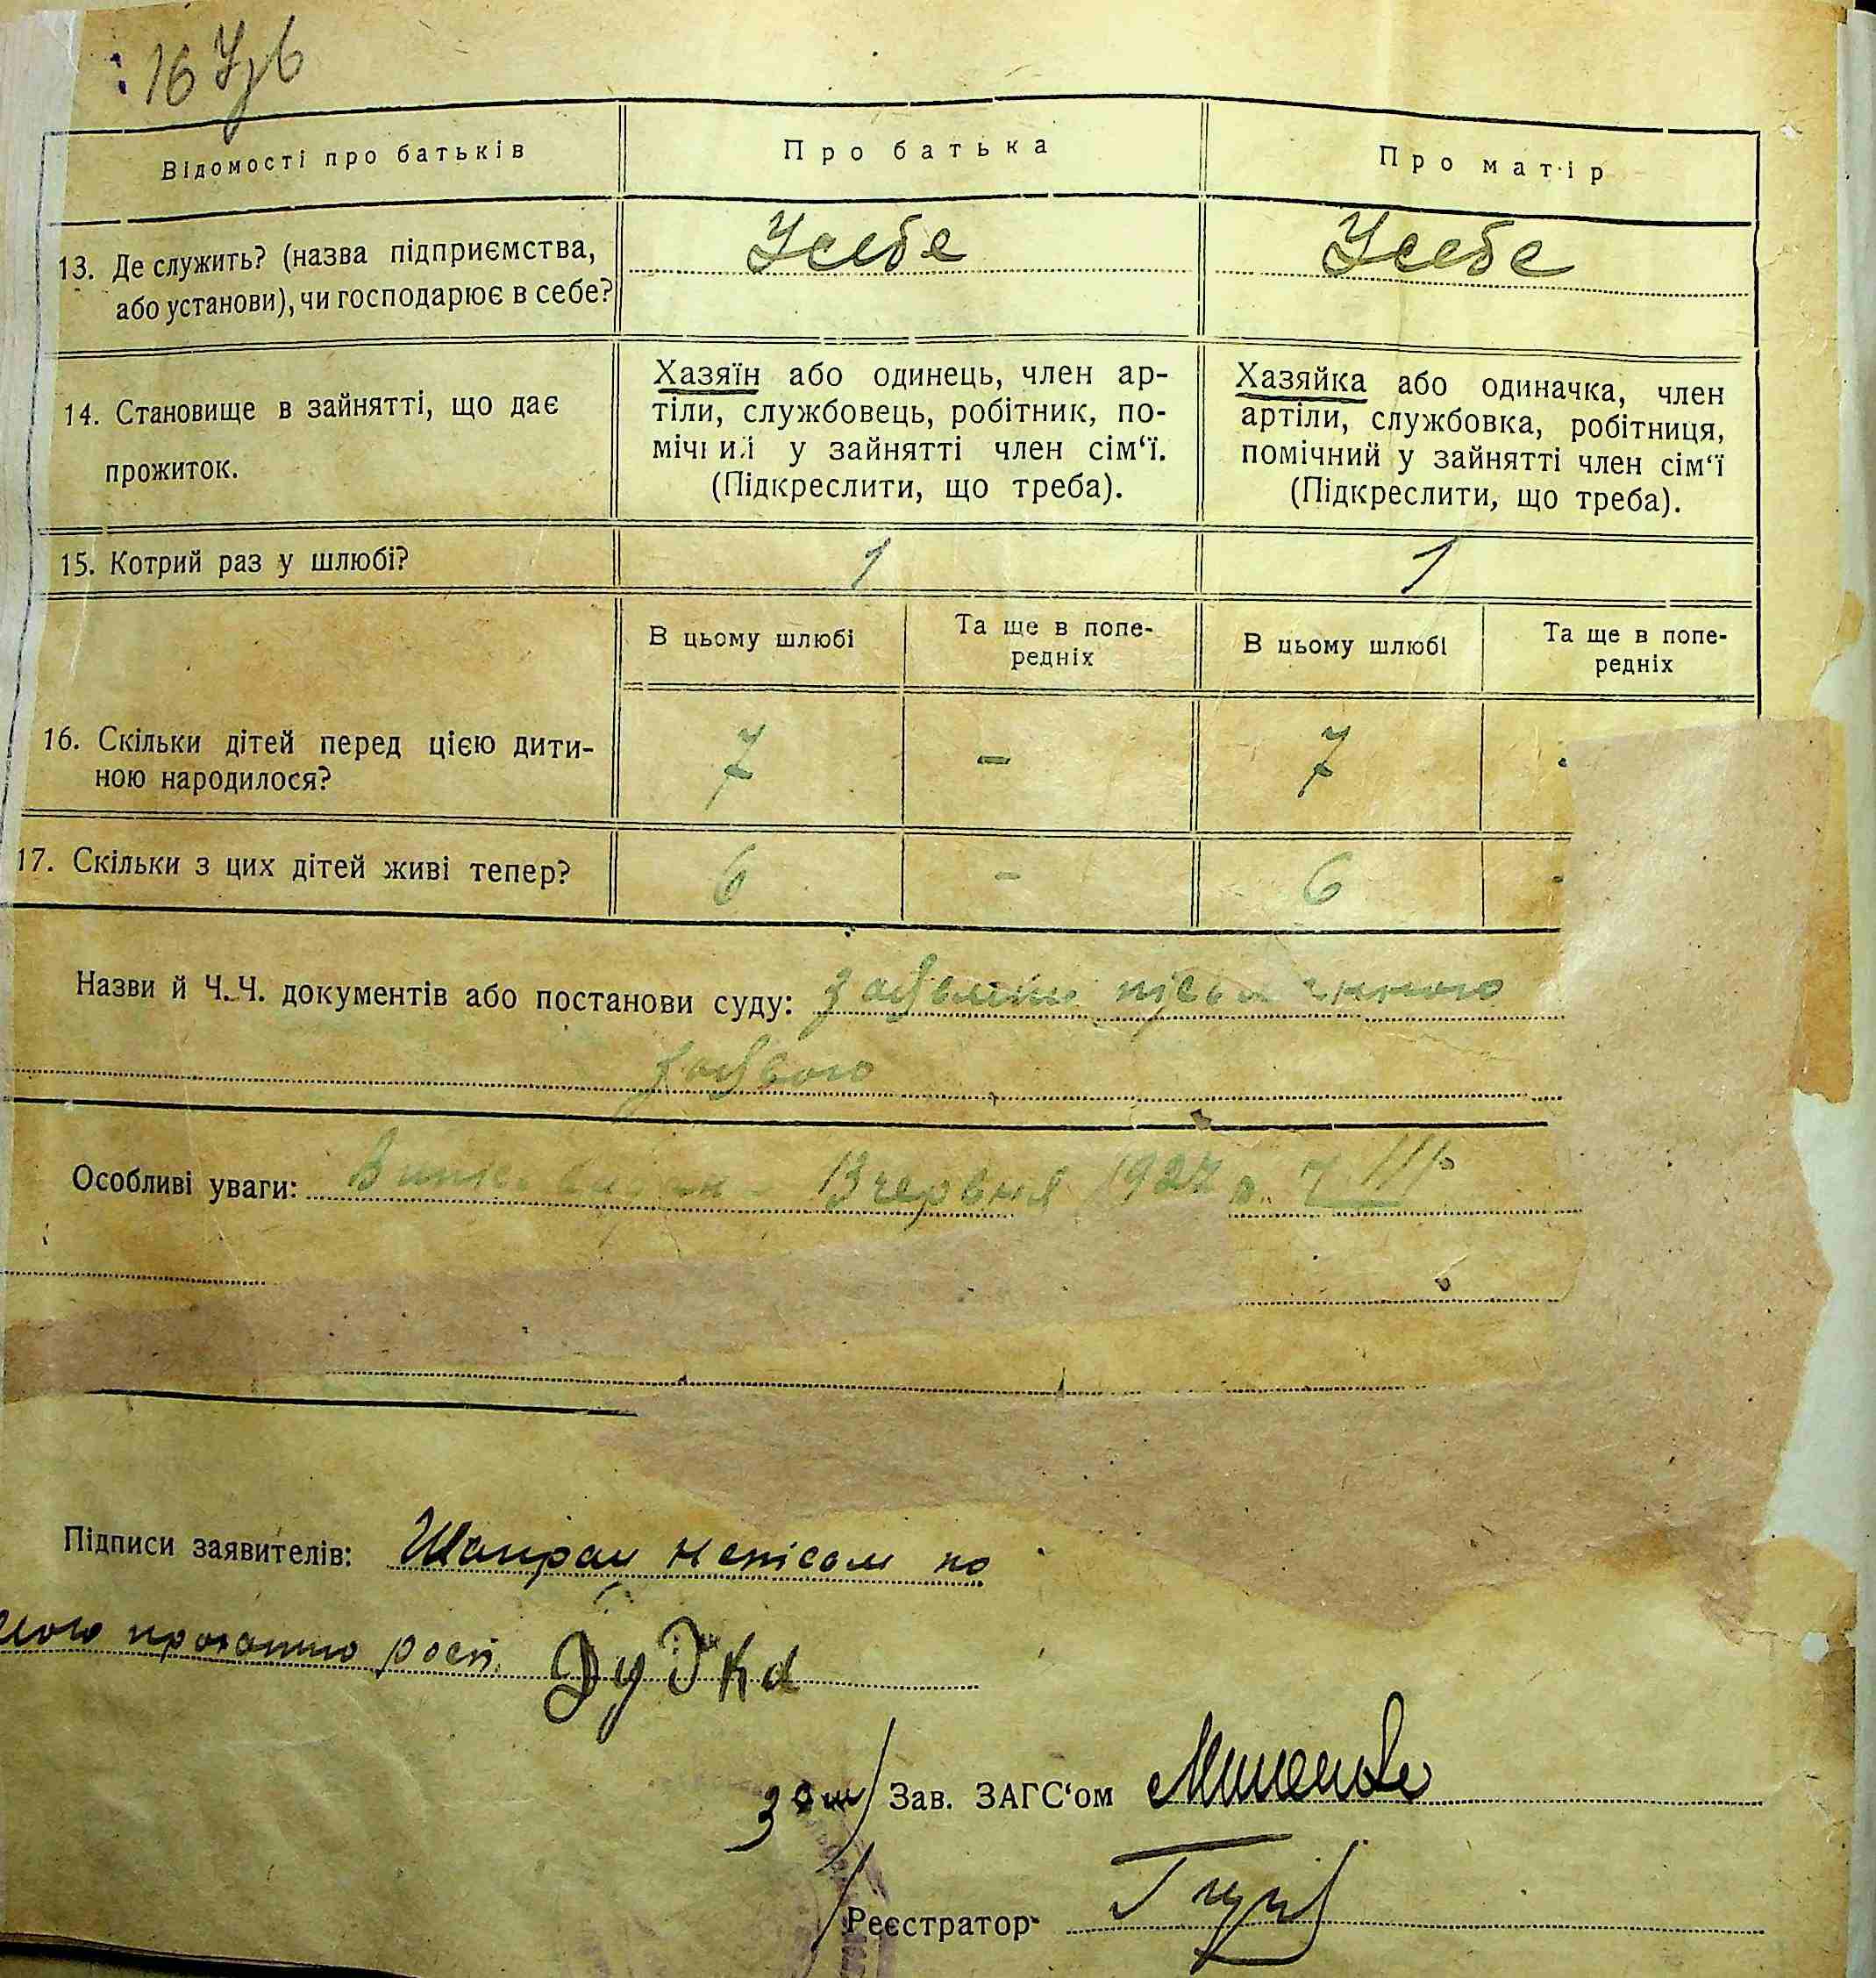 16
Відомості про батьків
Про батька
Про матір
13. Де служить? (назва підприємства,
або установи), чи господарює в себе?
Усебе
Усебе
14. Становище в зайнятті, що дає
прожиток.
Хазяїн або одинець, член ар-
тіли, службовець, робітник, по-
мічний у зайнятті член сім‘ї.
(Підкреслити, що треба).
Хазяйка або одиначка, член
артіли, службовка, робітниця,
помічний у зайнятті член сім‘ї
(Підкреслити, що треба).
15. Котрий раз у шлюбі?
1
1
В цьому шлюбі
Та ще в попе-
редніх
В цьому шлюбі
Та ще в попе-
редніх
16. Скільки дітей перед цією дити-
ною народилося?
7
-
7
17. Скільки з цих дітей живі тепер?
6
-
6
Назви й Ч.Ч. документів або постанови суду:
Особливі уваги: 13 червня 1927 р.
Підписи заявителів:
Дудка
Зав. ЗАГС‘ом
Реєстратор